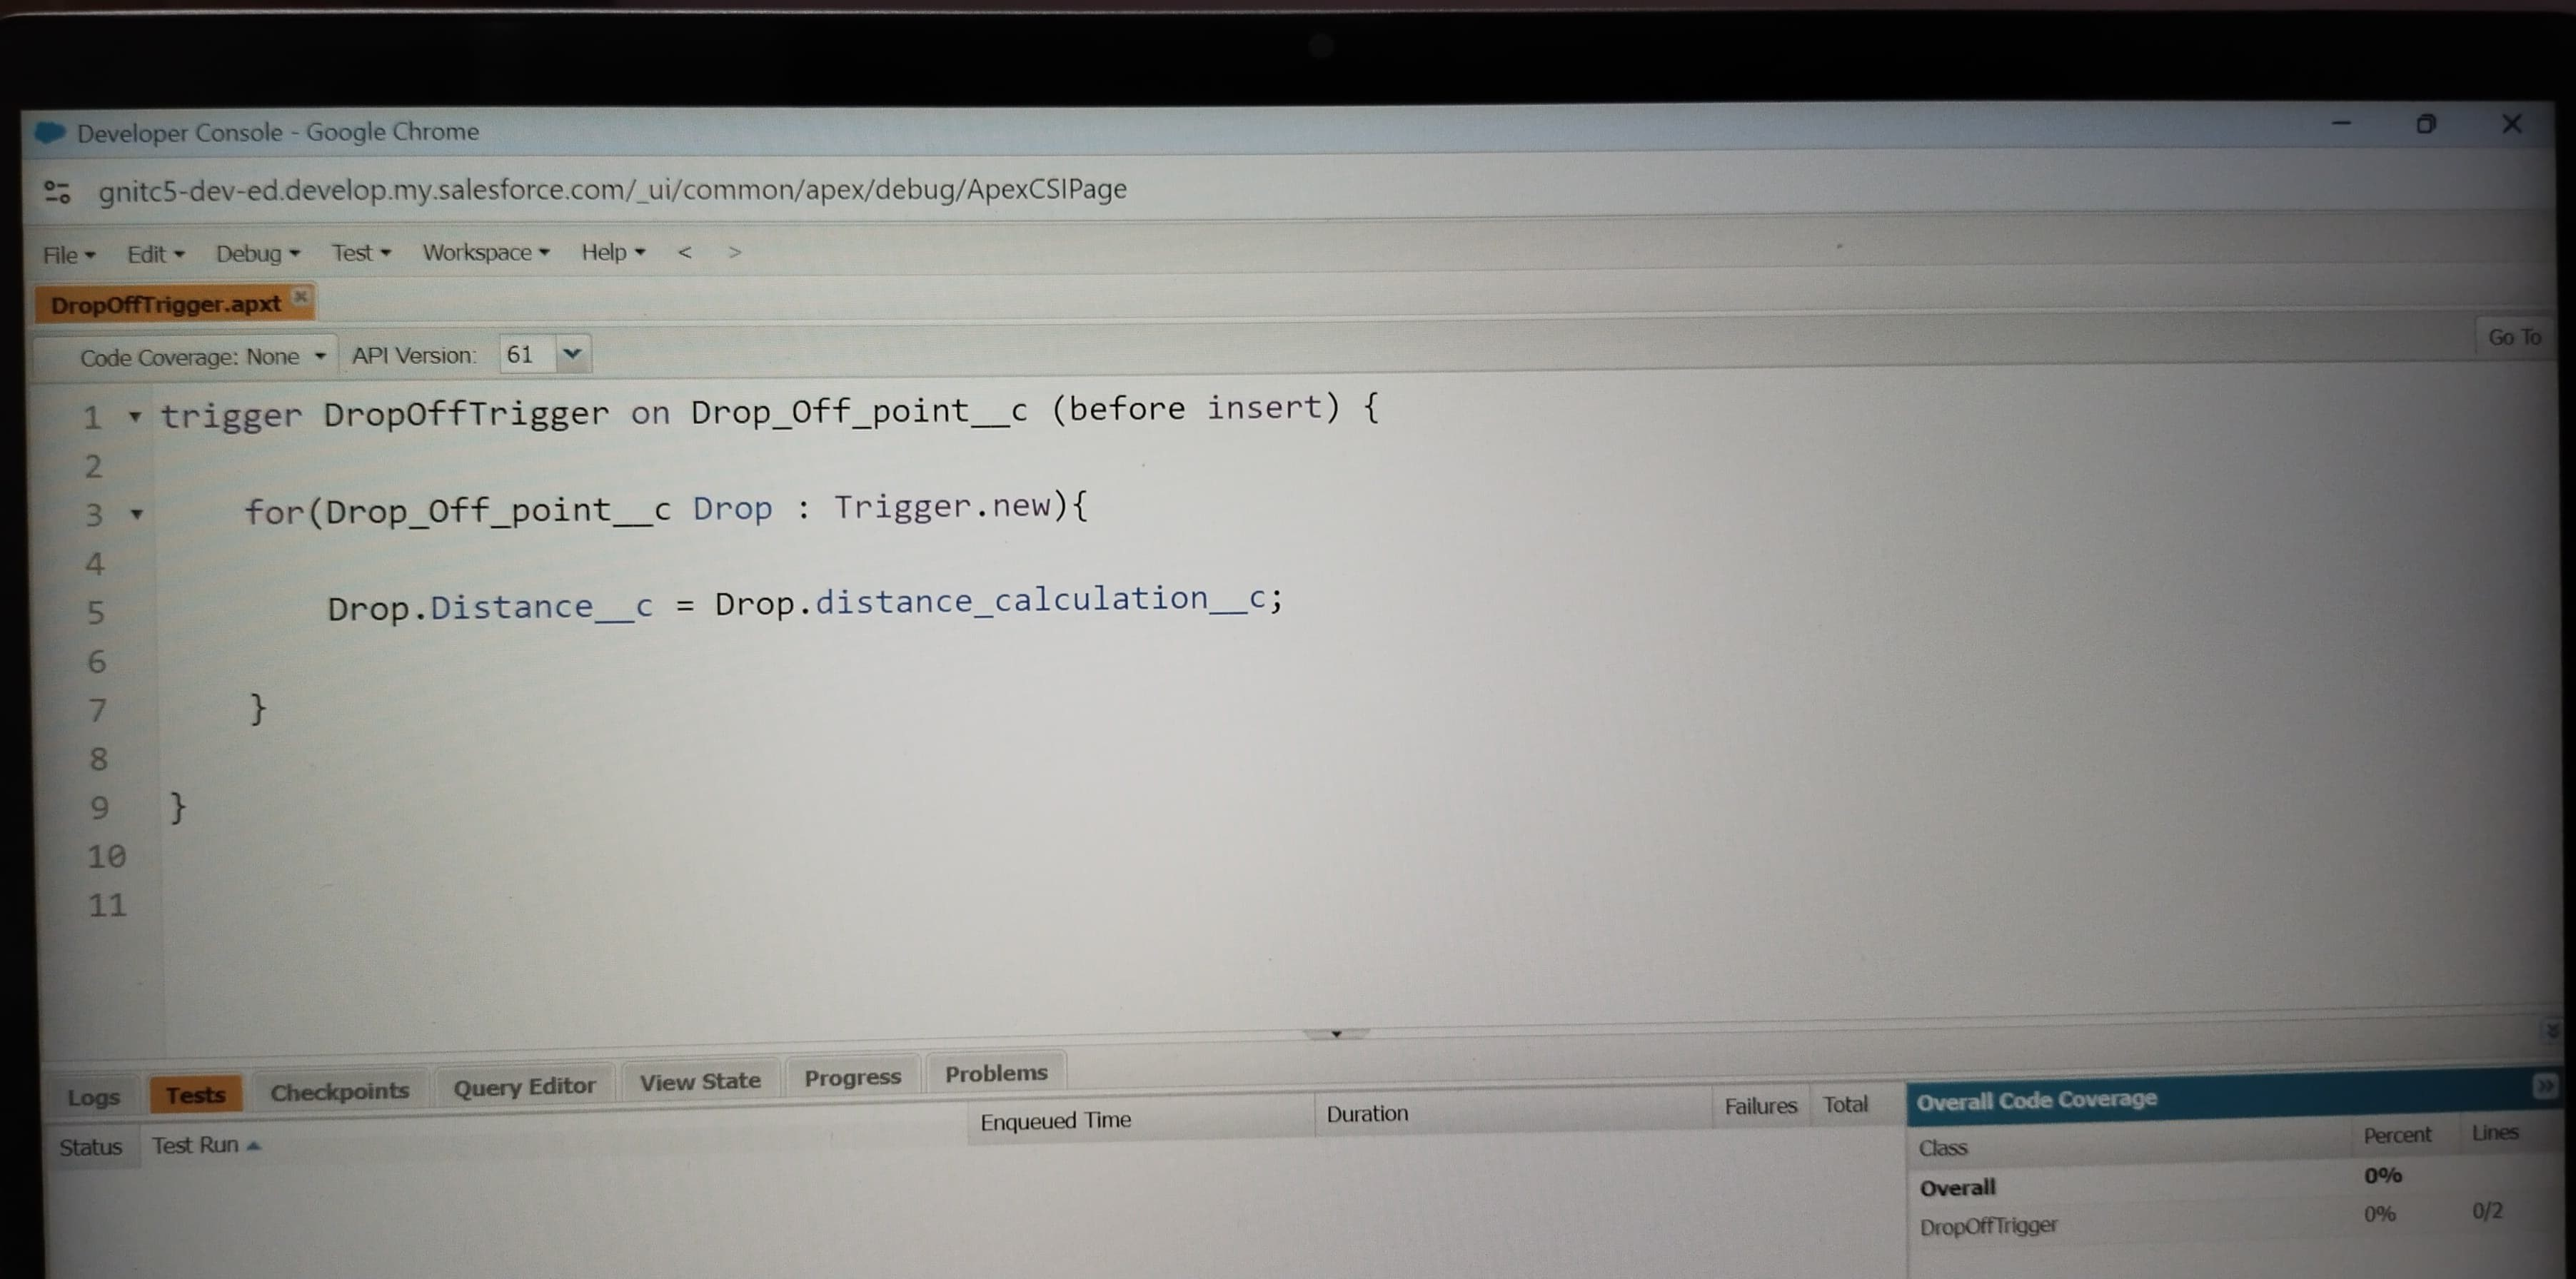 Developer Console - Google Chrome
gnitc5-dev-ed.develop.my.salesforce.com/_ui/common/apex/debug/ApexCSIPage
File Edit Debug Test Workspace Help < >
DropOffTrigger.apxt
Code Coverage: None API Version: 61 Go To
1 trigger DropOffTrigger on Drop_Off_point__c (before insert) {
2
3 for(Drop_Off_point__c Drop : Trigger.new){
4
5 Drop.Distance__c = Drop.distance_calculation__c;
6
7 }
8
9 }
10
11
Logs Tests Checkpoints Query Editor View State Progress Problems
Status Test Run Enqueued Time Duration Failures Total
Overall Code Coverage
Class Percent Lines
Overall 0%
DropOffTrigger 0% 0/2